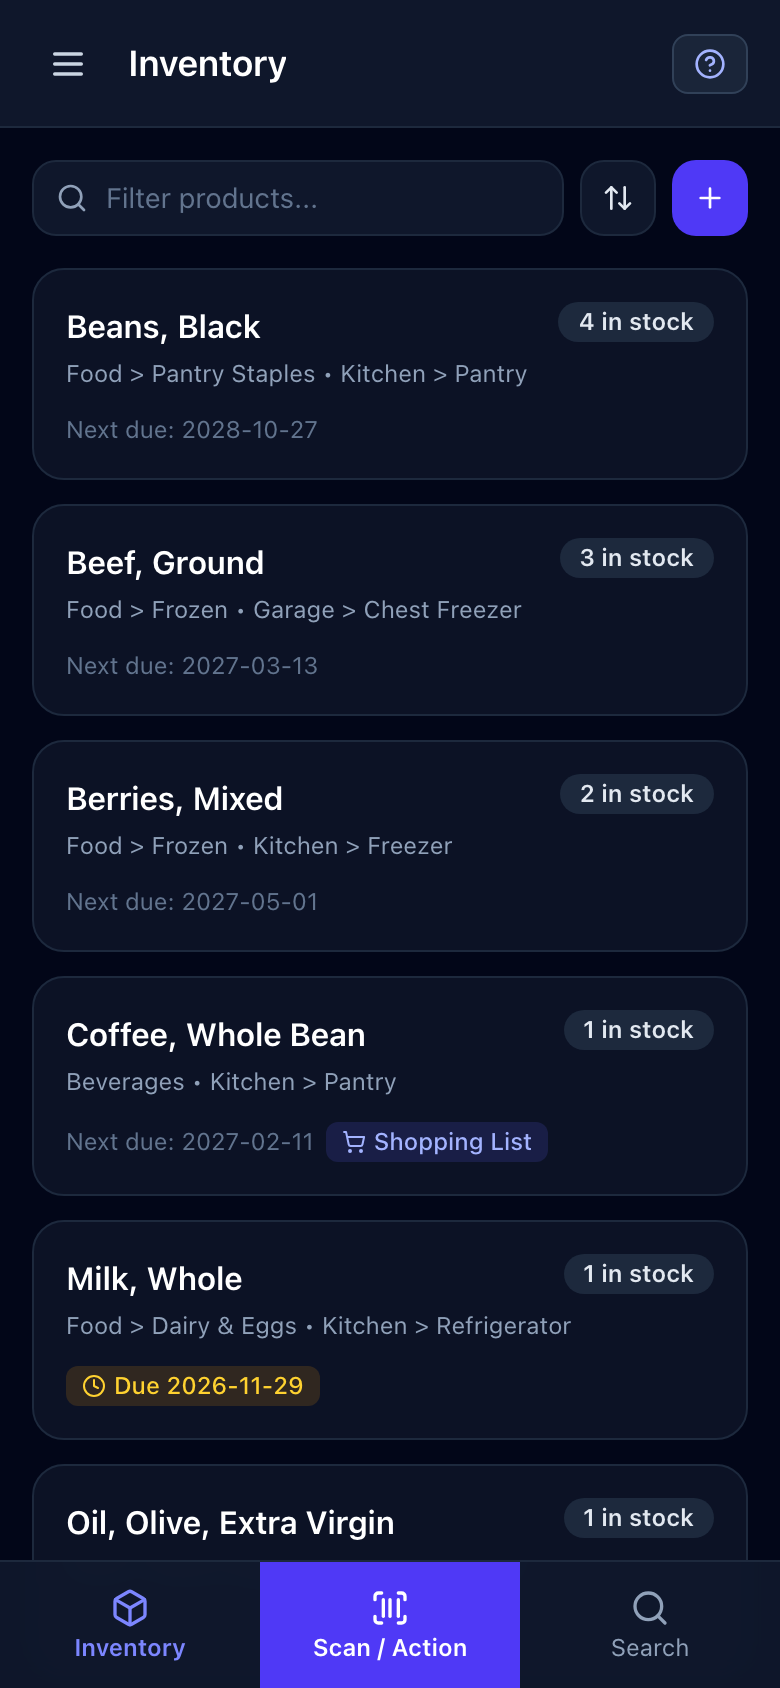 Inventory
Filter products...
Beans, Black
4 in stock
Food > Pantry Staples • Kitchen > Pantry
Next due: 2028-10-27
Beef, Ground
3 in stock
Food > Frozen • Garage > Chest Freezer
Next due: 2027-03-13
Berries, Mixed
2 in stock
Food > Frozen • Kitchen > Freezer
Next due: 2027-05-01
Coffee, Whole Bean
1 in stock
Beverages • Kitchen > Pantry
Next due: 2027-02-11 Shopping List
Milk, Whole
1 in stock
Food > Dairy & Eggs • Kitchen > Refrigerator
Due 2026-11-29
Oil, Olive, Extra Virgin
1 in stock
Inventory
Scan / Action
Search